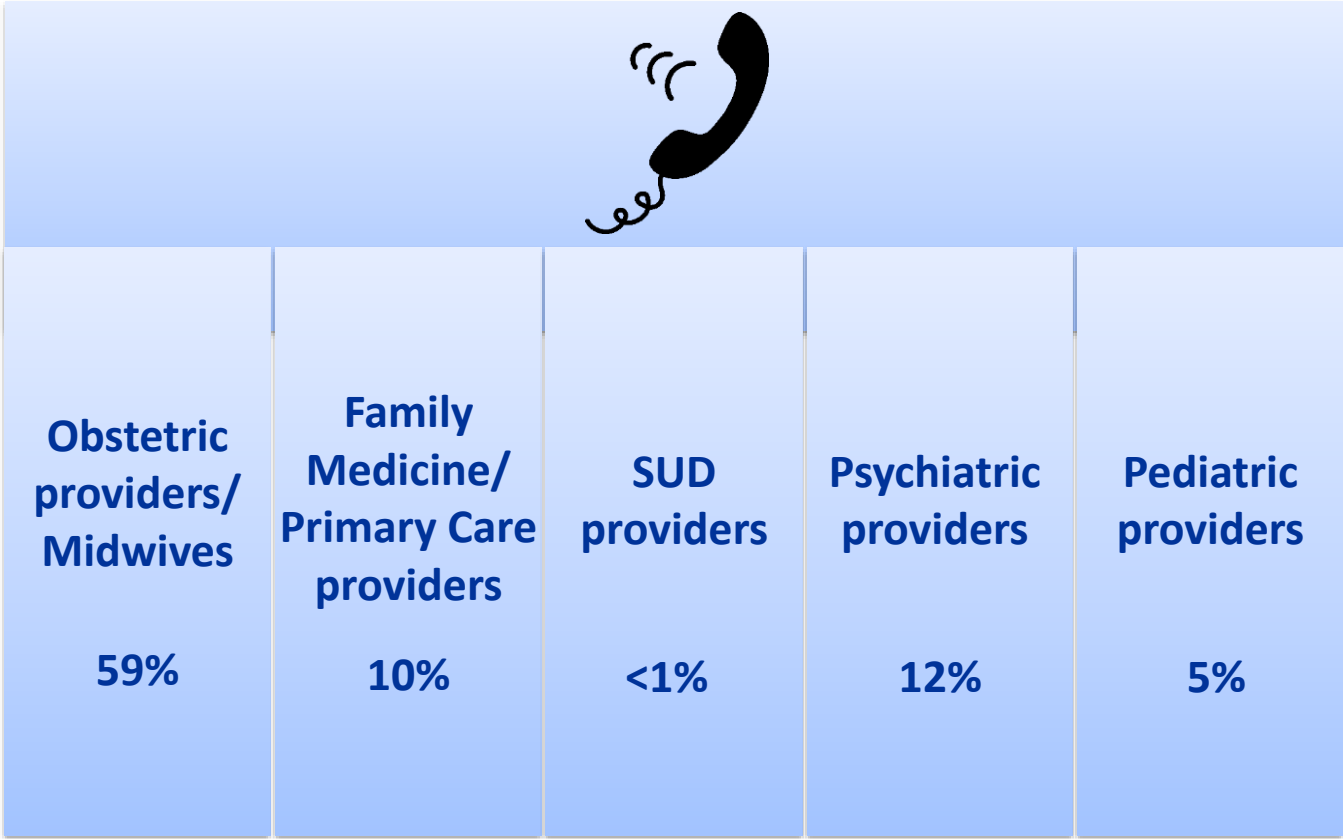 Obstetric
providers/
Midwives
59%
Family
Medicine/
Primary Care
providers
10%
SUD
providers
<1%
Psychiatric
providers
12%
Pediatric
providers
5%